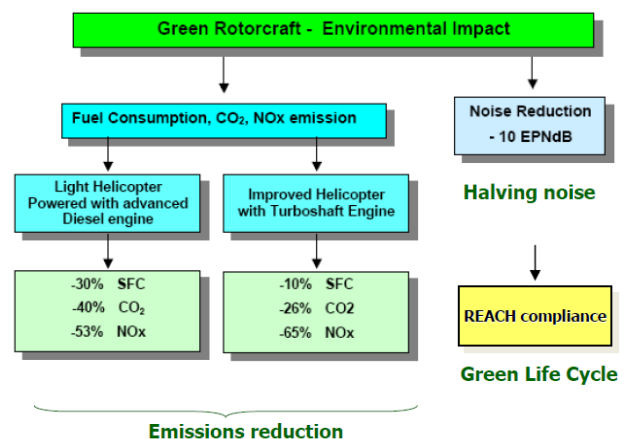 Green Rotorcraft - Environmental Impact
Fuel Consumption, CO₂, NOx emission
Noise Reduction
- 10 EPNdB
Light Helicopter
Powered with advanced
Diesel engine
Improved Helicopter
with Turboshaft Engine
Halving noise
-30% SFC
-40% CO₂
-53% NOx
-10% SFC
-26% CO2
-65% NOx
REACH compliance
Green Life Cycle
Emissions reduction